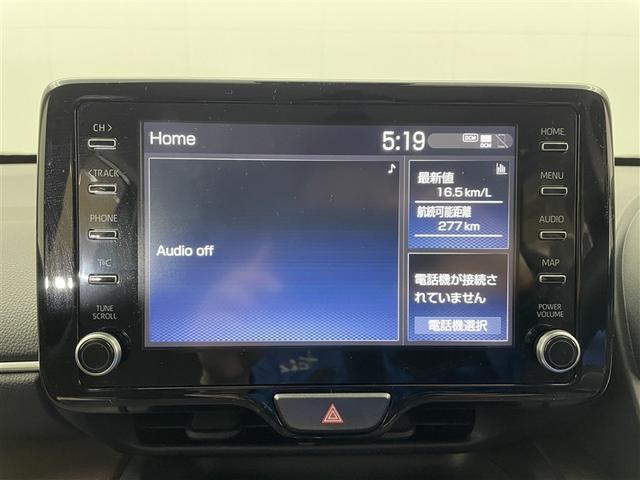 CH >
< TRACK
PHONE
T·C
TUNE
SCROLL
Home
5:19
DCM
DCM
Audio off
最新値
16.5 km/L
航続可能距離
277 km
電話機が接続さ
れていません
電話機選択
HOME
MENU
AUDIO
MAP
POWER
VOLUME